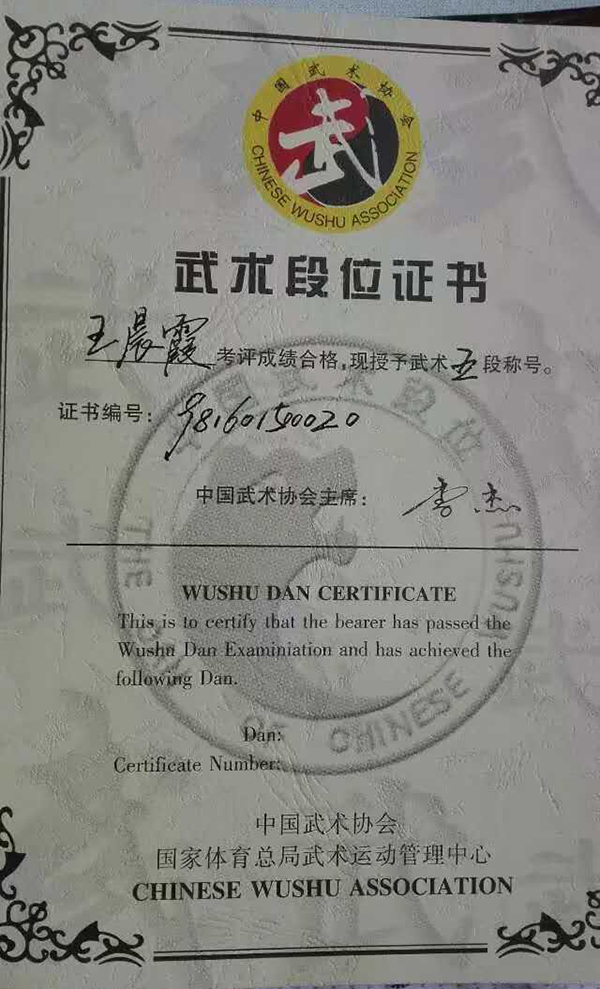 中国武术协会
武
CHINESE WUSHU ASSOCIATION
武术段位证书
王晨霞考评成绩合格,现授予武术五段称号。
证书编号:98160150020
中国武术协会主席:李杰
WUSHU DAN CERTIFICATE
This is to certify that the bearer has passed the
Wushu Dan Examiniation and has achieved the
following Dan.
Dan:
Certificate Number:
中国武术协会
国家体育总局武术运动管理中心
CHINESE WUSHU ASSOCIATION